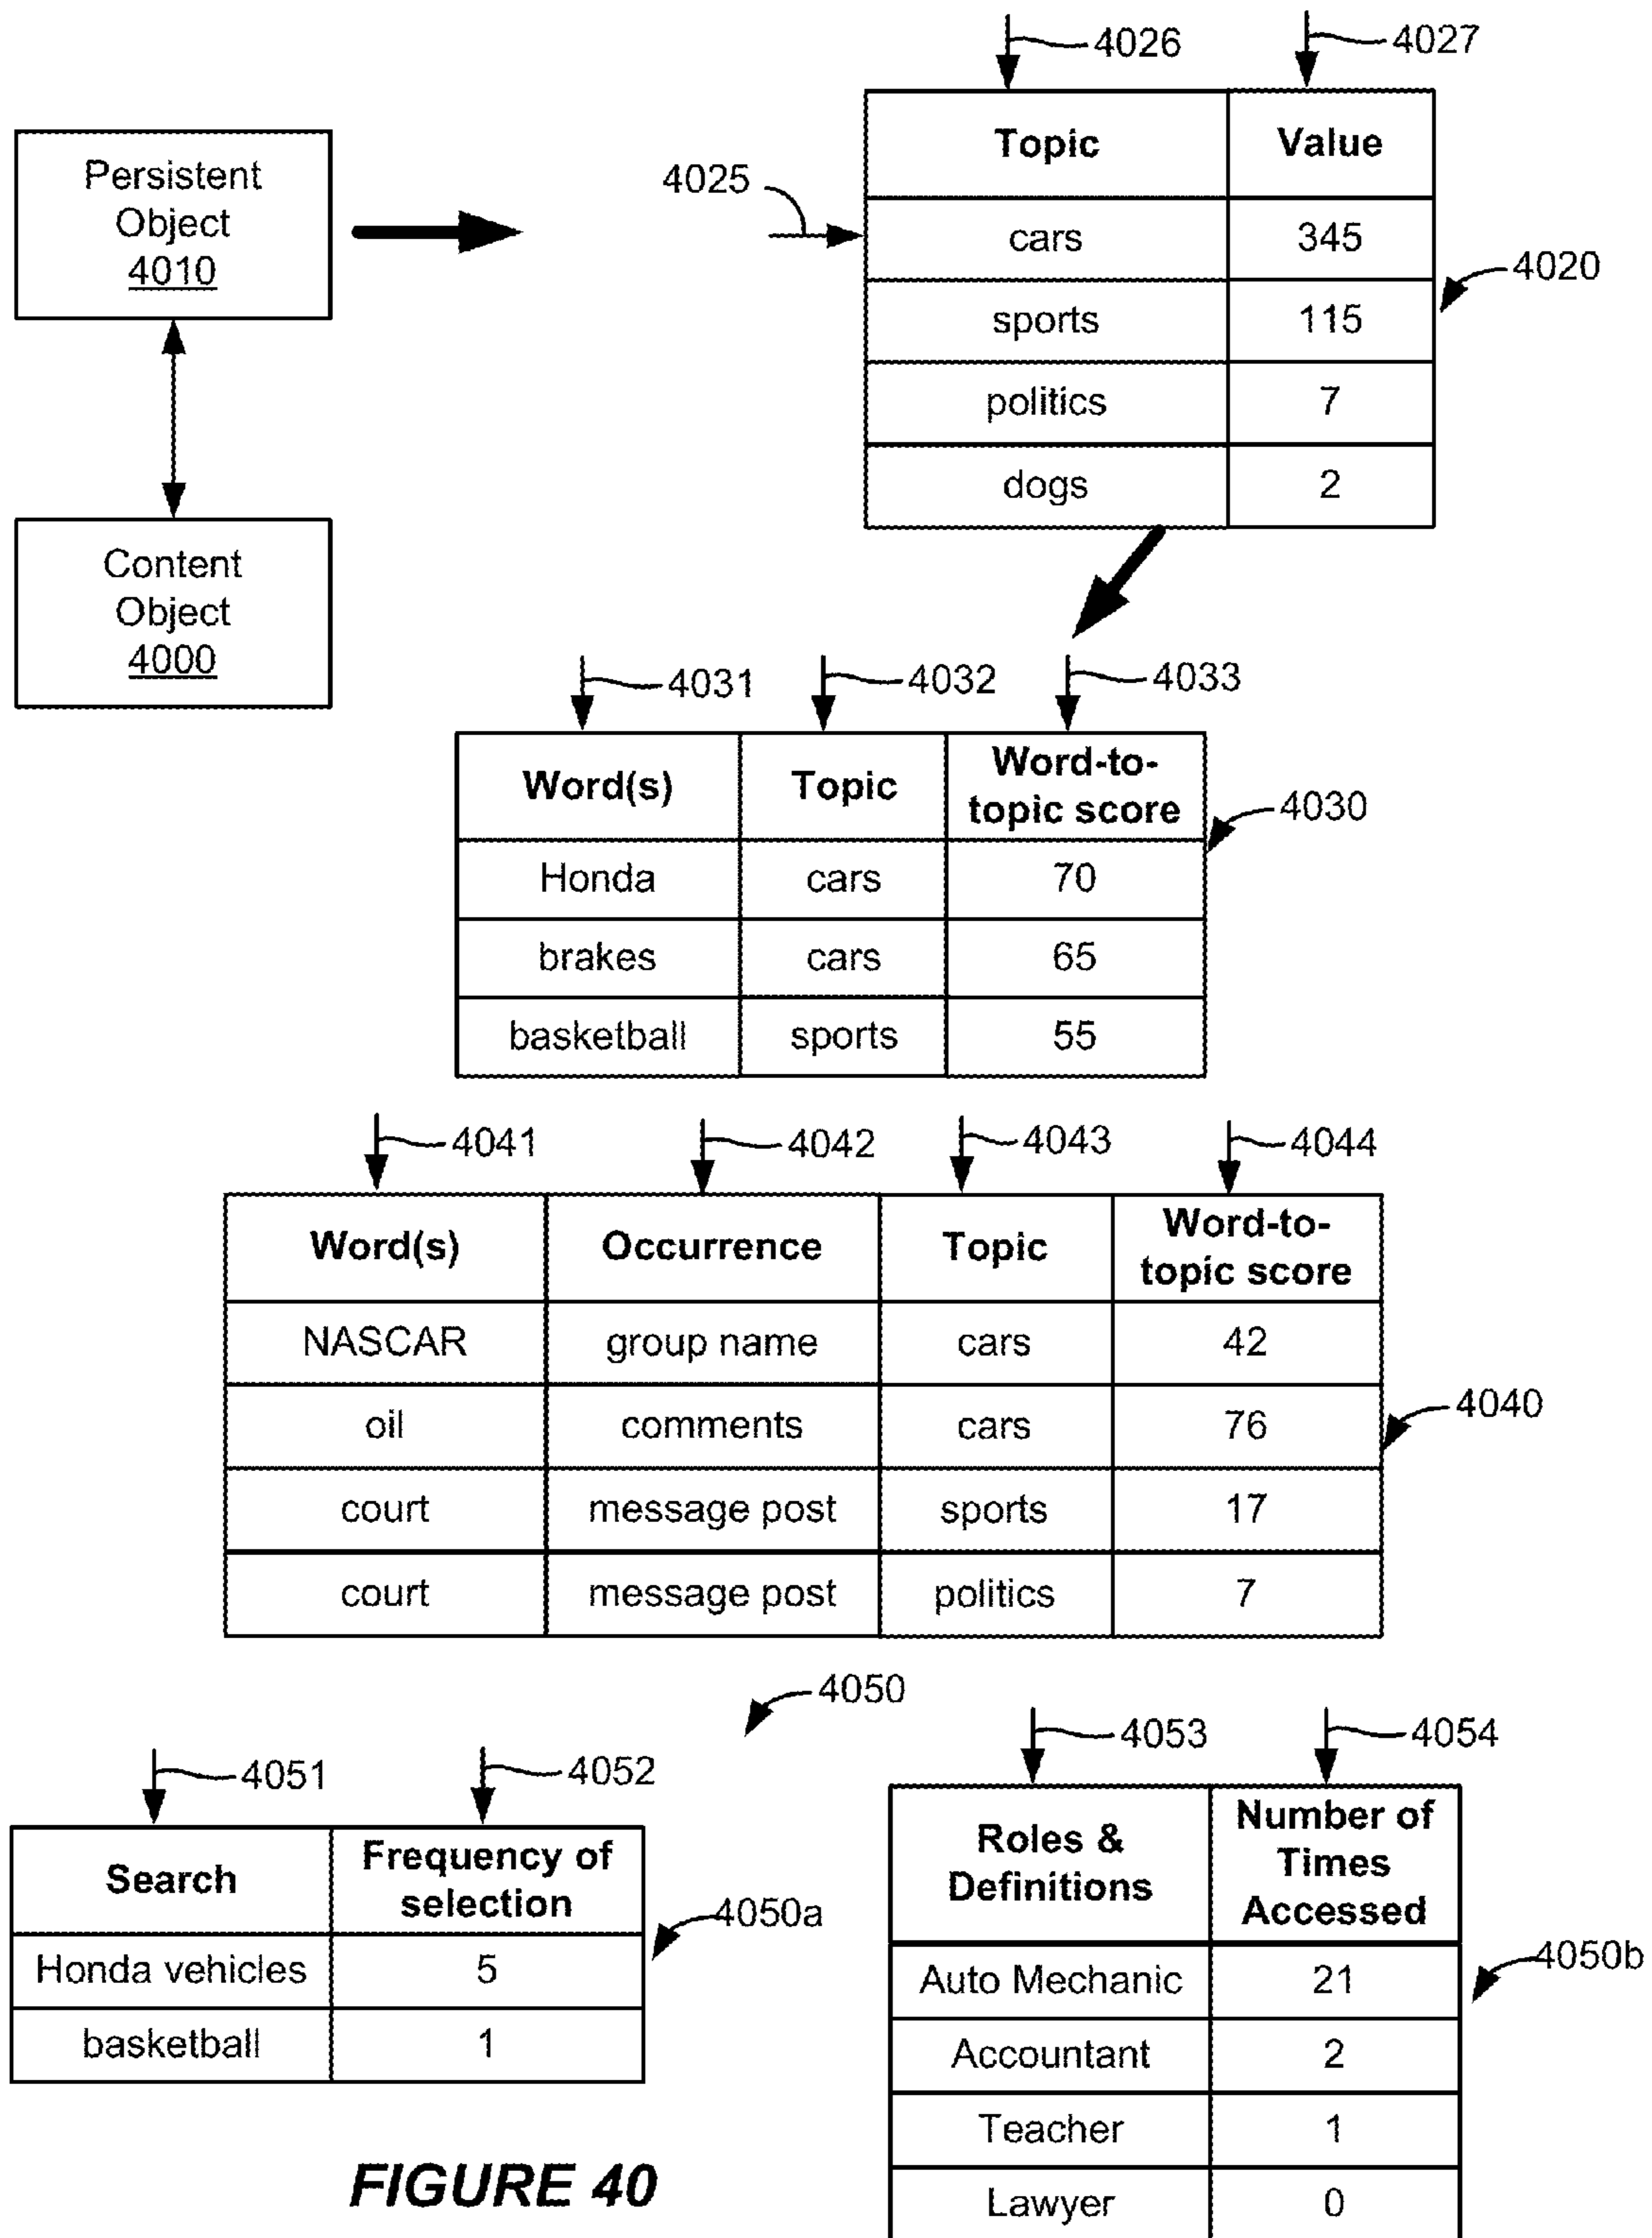 4026 4027
Persistent
Object
4010
4025
Topic Value
cars 345
sports 115
politics 7
dogs 2
4020
Content
Object
4000
4031 4032 4033
Word(s) Topic Word-to-
topic score
Honda cars 70
brakes cars 65
basketball sports 55
4030
4041 4042 4043 4044
Word(s) Occurrence Topic Word-to-
topic score
NASCAR group name cars 42
oil comments cars 76
court message post sports 17
court message post politics 7
4040
4050
4051 4052
Search Frequency of
selection
Honda vehicles 5
basketball 1
4050a
4053 4054
Roles &
Definitions
Number of
Times
Accessed
Auto Mechanic 21
Accountant 2
Teacher 1
Lawyer 0
4050b
FIGURE 40